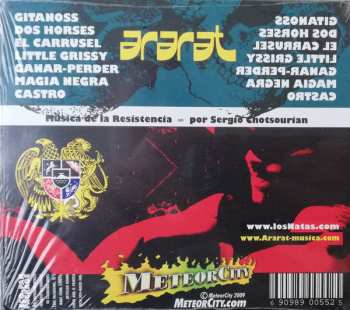 GITANOSS
DOS HORSES
EL CARRUSEL
LITTLE GRISSY
GANAR-PERDER
MAGIA NEGRA
CASTRO
ararat
GITANOSS
DOS HORSES
EL CARRUSEL
LITTLE GRISSY
GANAR-PERDER
MAGIA NEGRA
CASTRO
Música de la Resistencia - por Sergio Chotsourian
www.losNatas.com
www.Ararat-musica.com
METEORCITY
©MeteorCity 2009
METEORCITY.COM
6 90989 00552 5